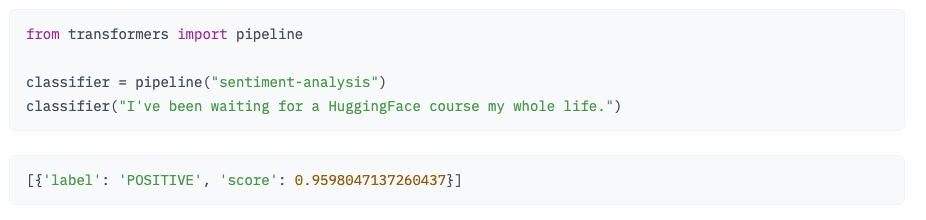 from transformers import pipeline
classifier = pipeline("sentiment-analysis")
classifier("I've been waiting for a HuggingFace course my whole life.")
[{'label': 'POSITIVE', 'score': 0.9598047137260437}]